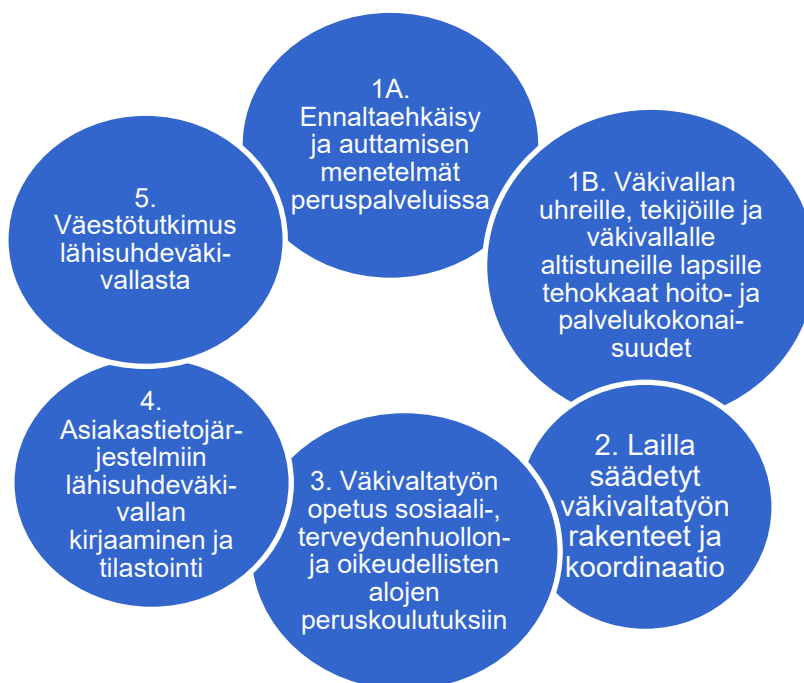 1A.
Ennaltaehkäisy
ja auttamisen
menetelmät
peruspalveluissa
1B. Väkivallan
uhreille, tekijöille ja
väkivallalle
altistuneille lapsille
tehokkaat hoito- ja
palvelukokonai-
suudet
2. Lailla
säädetyt
väkivaltatyön
rakenteet ja
koordinaatio
3. Väkivaltatyön
opetus sosiaali-,
terveydenhuollon-
ja oikeudellisten
alojen
peruskoulutuksiin
4.
Asiakastietojär-
jestelmiin
lähisuhdeväki-
vallan
kirjaaminen ja
tilastointi
5.
Väestötutkimus
lähisuhdeväki-
vallasta